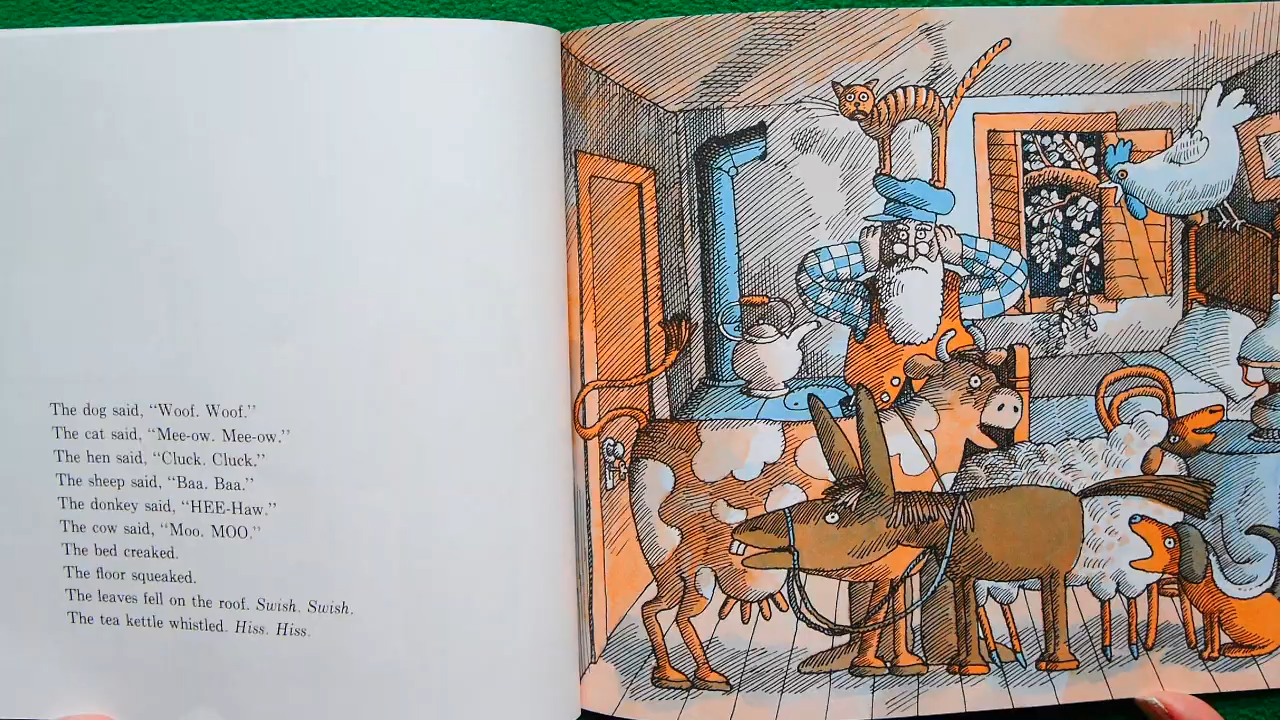 The dog said, “Woof. Woof.”
The cat said, “Mee-ow. Mee-ow.”
The hen said, “Cluck. Cluck.”
The sheep said, “Baa. Baa.”
The donkey said, “HEE-Haw.”
The cow said, “Moo. MOO.”
The bed creaked.
The floor squeaked.
The leaves fell on the roof. Swish. Swish.
The tea kettle whistled. Hiss. Hiss.